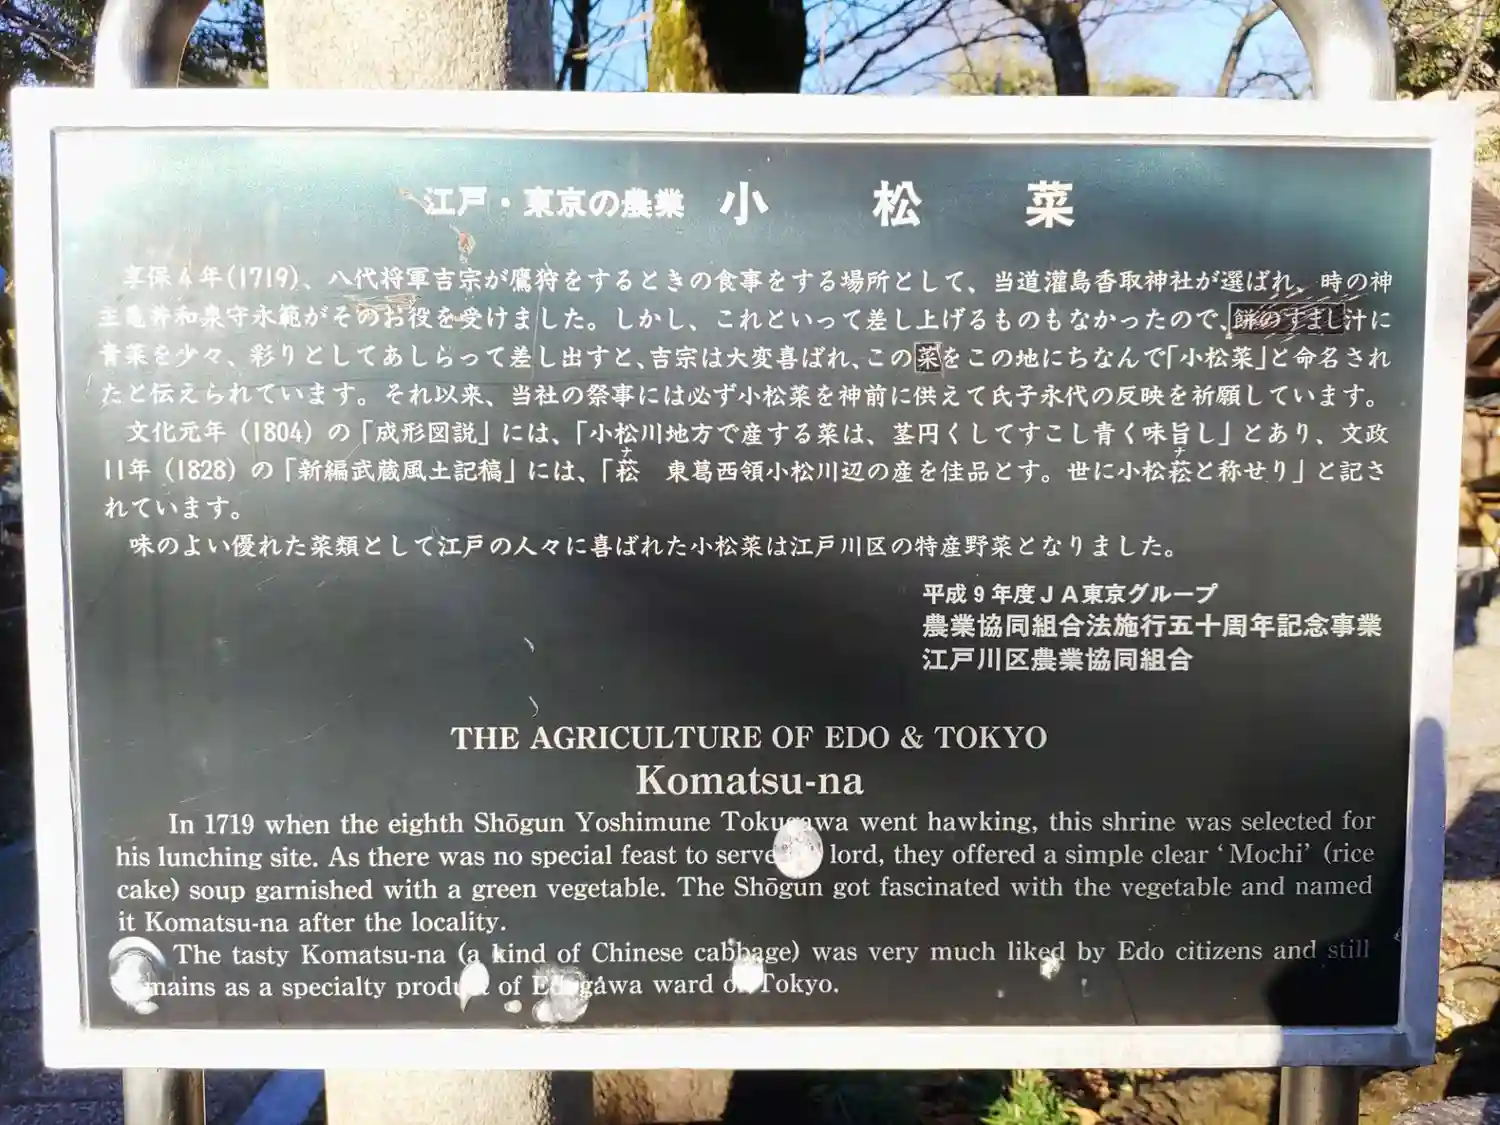 江戸・東京の農業 小松菜
享保4年(1719)、八代将軍吉宗が鷹狩をするときの食事をする場所として、当道灌島香取神社が選ばれ、時の神
主亀井和泉守永範がそのお役を受けました。しかし、これといって差し上げるものもなかったので、餅のすまし汁に
青菜を少々、彩りとしてあしらって差し出すと、吉宗は大変喜ばれ、この菜をこの地にちなんで「小松菜」と命名され
たと伝えられています。それ以来、当社の祭事には必ず小松菜を神前に供えて氏子永代の反映を祈願しています。
文化元年(1804)の「成形図説」には、「小松川地方で産する菜は、茎円くしてすこし青く味旨し」とあり、文政
11年(1828)の「新編武蔵風土記稿」には、「菘 東葛西領小松川辺の産を佳品とす。世に小松菘と称せり」と記さ
れています。
味のよい優れた菜類として江戸の人々に喜ばれた小松菜は江戸川区の特産野菜となりました。
平成9年度JA東京グループ
農業協同組合法施行五十周年記念事業
江戸川区農業協同組合
THE AGRICULTURE OF EDO & TOKYO
Komatsu-na
In 1719 when the eighth Shōgun Yoshimune Tokugawa went hawking, this shrine was selected for
his lunching site. As there was no special feast to serve lord, they offered a simple clear 'Mochi' (rice
cake) soup garnished with a green vegetable. The Shōgun got fascinated with the vegetable and named
it Komatsu-na after the locality.
The tasty Komatsu-na (a kind of Chinese cabbage) was very much liked by Edo citizens and still
mains as a specialty product of Edogawa ward of Tokyo.